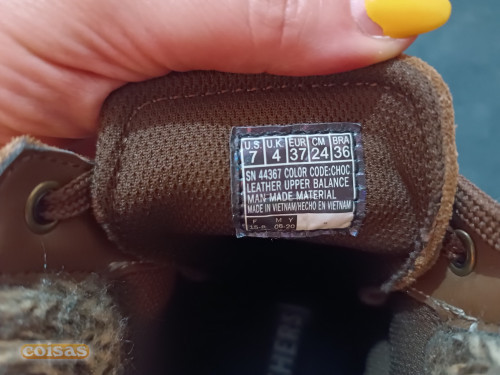 U.S U.K EUR CM BRA
7 4 37 24 36
SN 44367 COLOR CODE:CHOC
LEATHER UPPER BALANCE
MAN MADE MATERIAL
MADE IN VIETNAM/HECHO EN VIETNAM
F M Y
09-20
coisas